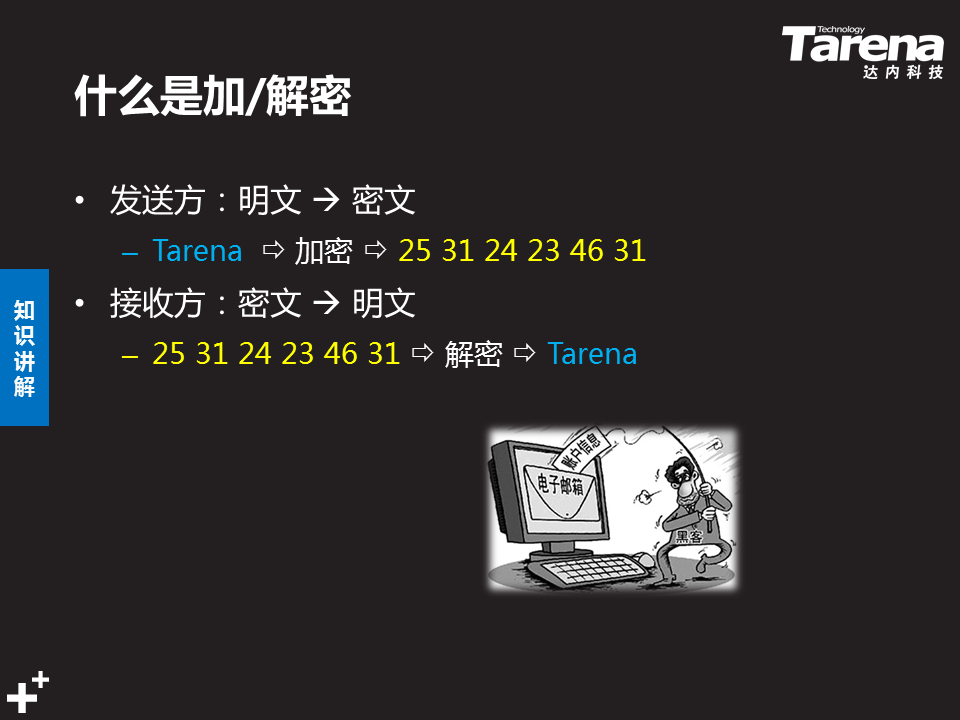 Technology
Tarena
达内科技
什么是加/解密
• 发送方：明文 → 密文
– Tarena ⇨ 加密 ⇨ 25 31 24 23 46 31
• 接收方：密文 → 明文
– 25 31 24 23 46 31 ⇨ 解密 ⇨ Tarena
知识讲解
账户信息
电子邮箱
黑客